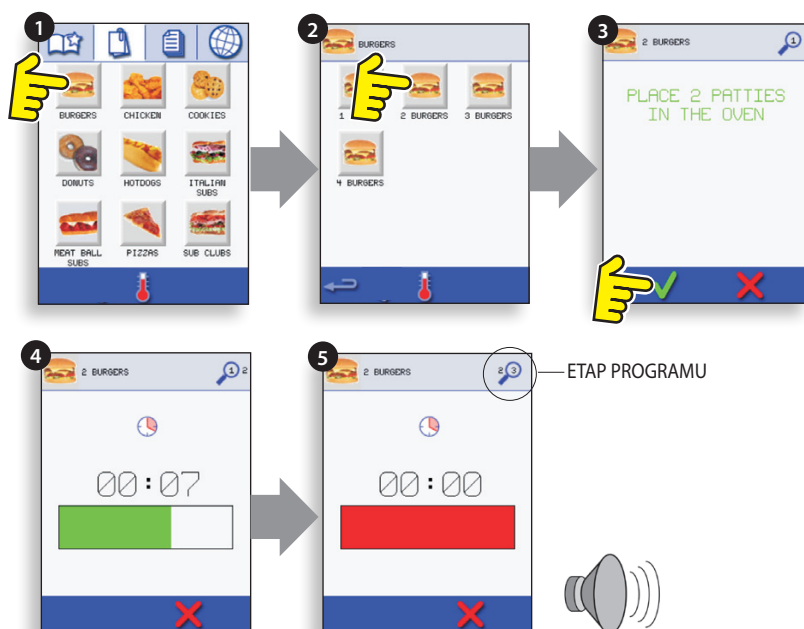 1
BURGERS
CHICKEN
COOKIES
DONUTS
HOTDOGS
ITALIAN
SUBS
MEAT BALL
SUBS
PIZZAS
SUB CLUBS
2
BURGERS
1
2 BURGERS
3 BURGERS
4 BURGERS
3
2 BURGERS
1
PLACE 2 PATTIES
IN THE OVEN
4
2 BURGERS
1 2
00:07
5
2 BURGERS
2 3
ETAP PROGRAMU
00:00